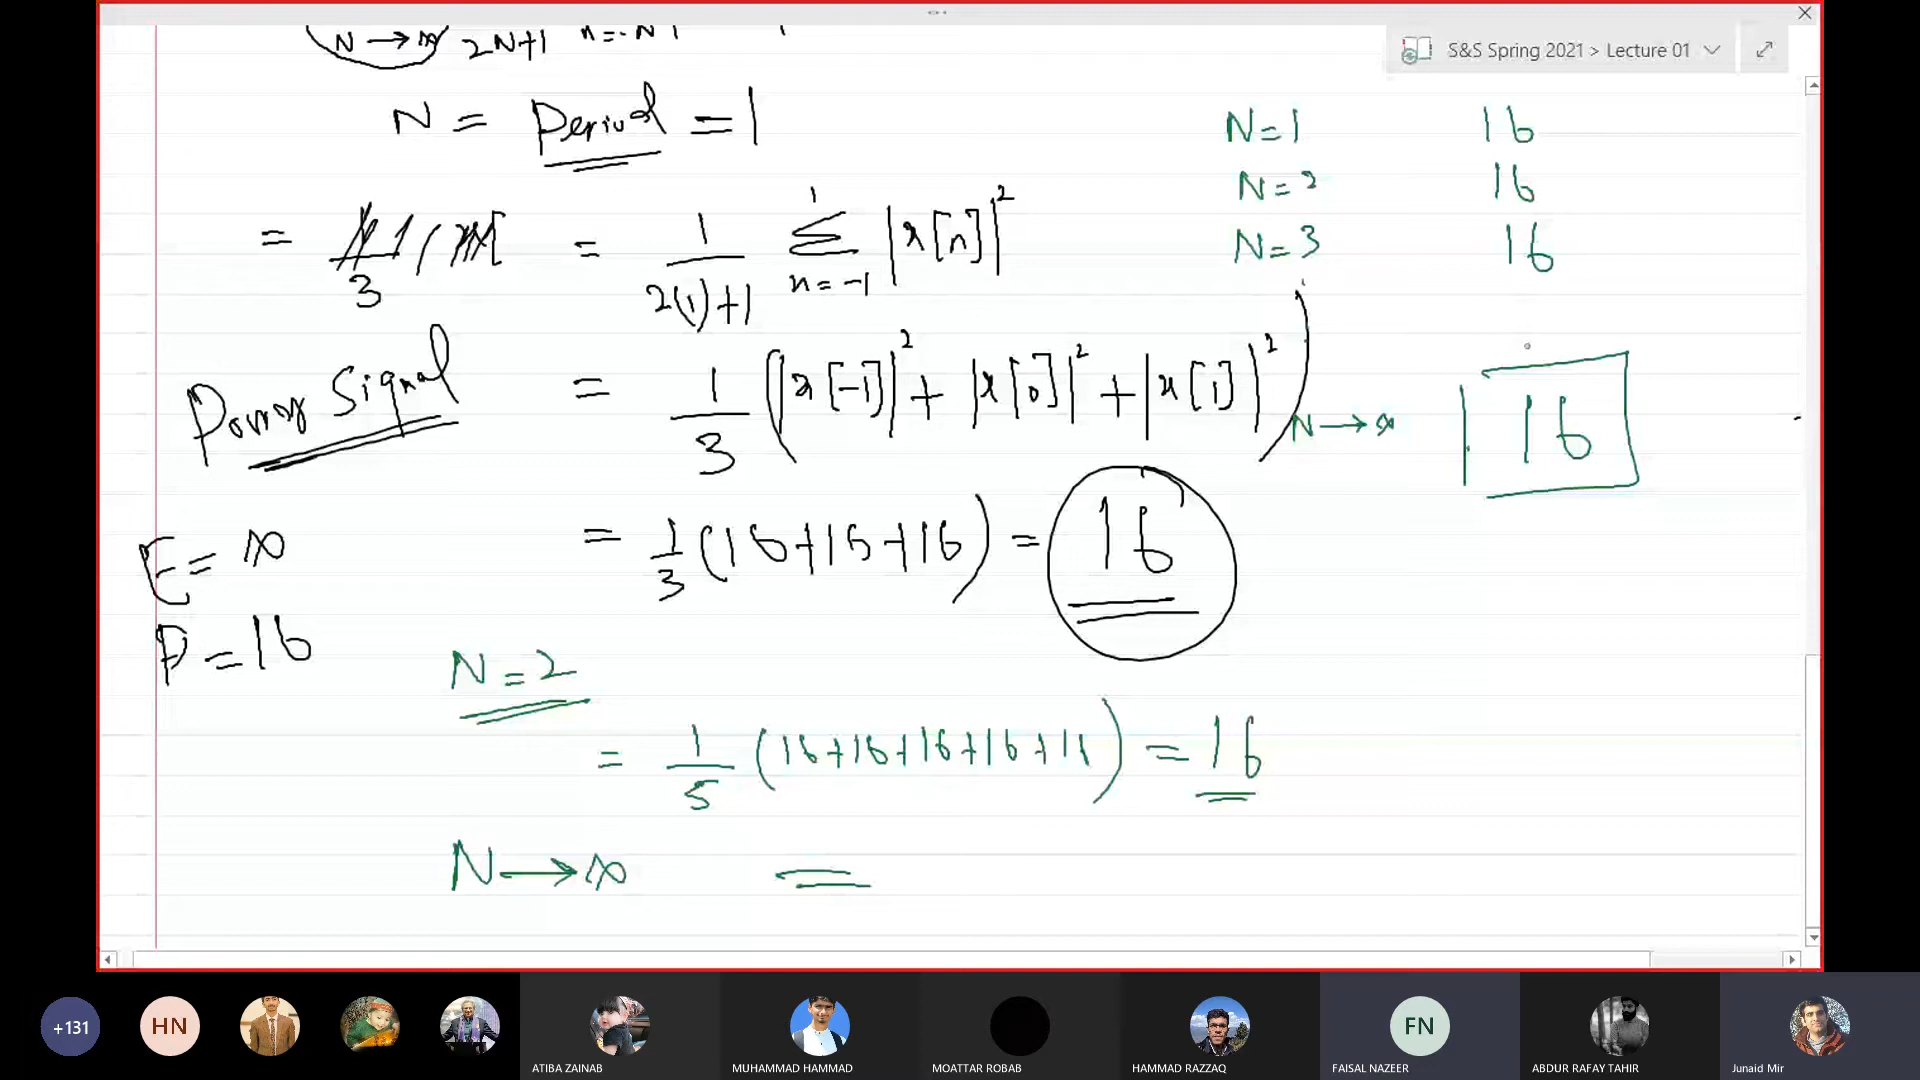 S&S Spring 2021 > Lecture 01
N → ∞ 2N+1 n=-N
N = Period = 1
N=1 16
N=2 16
N=3 16
= 3 = 1/(2(1)+1) Σ n=-1 1 |x[n]|²
Power Signal = 1/3 (|x[-1]|² + |x[0]|² + |x[1]|²)
N → ∞ 16
E = ∞ = 1/3 (16+16+16) = 16
P = 16
N = 2
= 1/5 (16+16+16+16+16) = 16
N → ∞ =
+131 HN FN
ATIBA ZAINAB MUHAMMAD HAMMAD MOATTAR ROBAB HAMMAD RAZZAQ FAISAL NAZEER ABDUR RAFAY TAHIR Junaid Mir